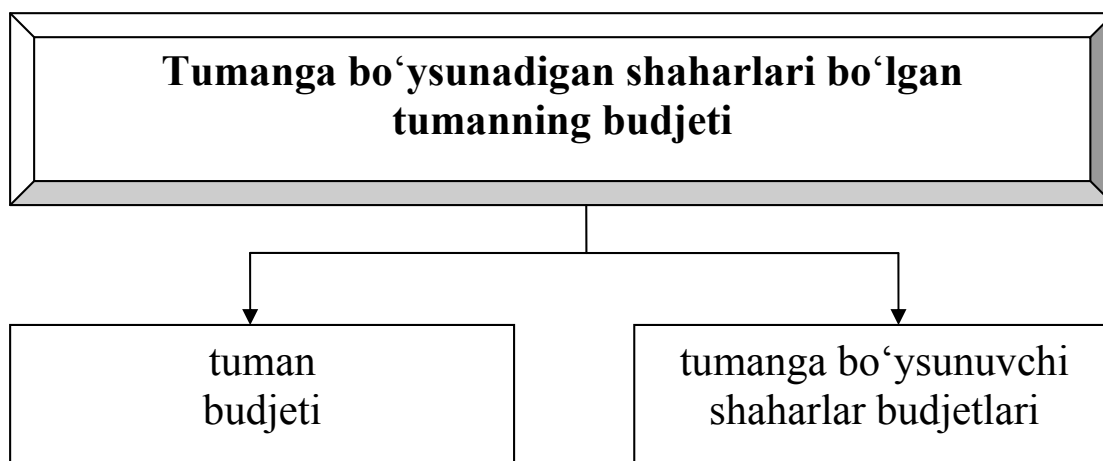 Tumanga bo‘ysunadigan shaharlari bo‘lgan
tumanning budjeti
tuman
budjeti
tumanga bo‘ysunuvchi
shaharlar budjetlari